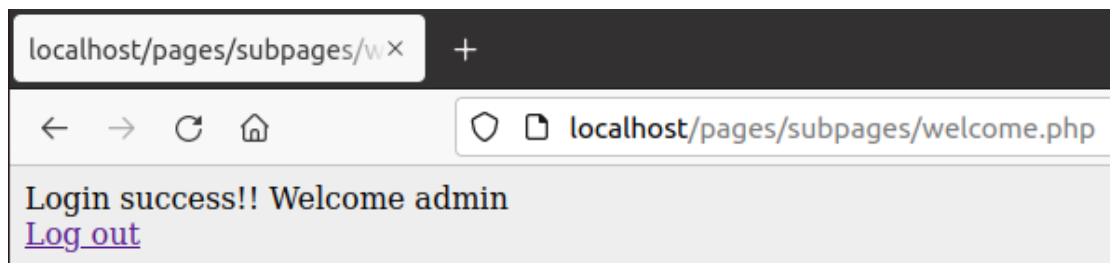 localhost/pages/subpages/w
localhost/pages/subpages/welcome.php
Login success!! Welcome admin
Log out